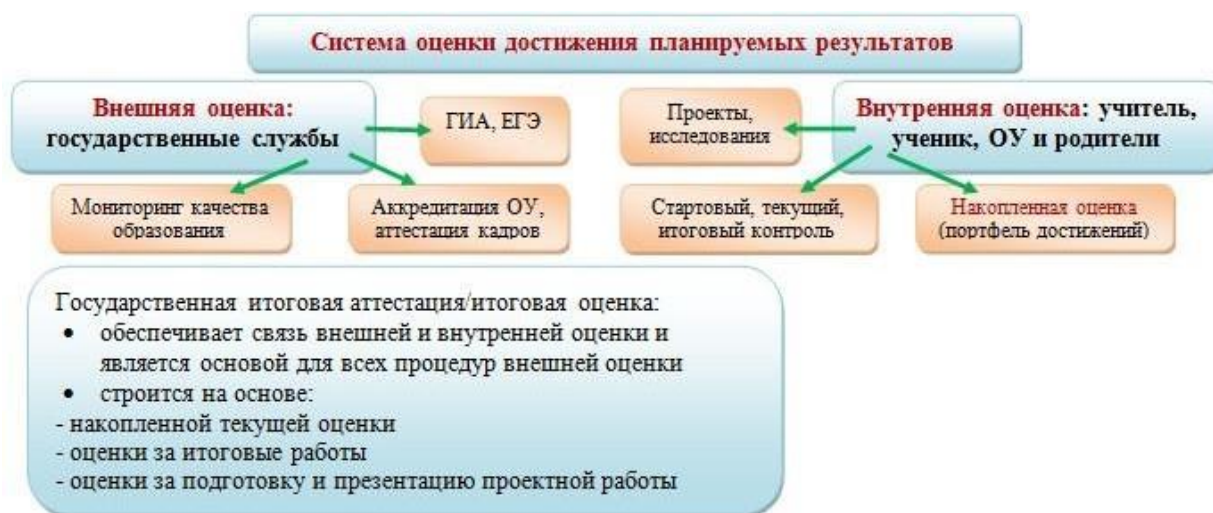 Система оценки достижения планируемых результатов
Внешняя оценка:
государственные службы
ГИА, ЕГЭ
Проекты,
исследования
Внутренняя оценка: учитель,
ученик, ОУ и родители
Мониторинг качества
образования
Аккредитация ОУ,
аттестация кадров
Стартовый, текущий,
итоговый контроль
Накопленная оценка
(портфель достижений)
Государственная итоговая аттестация/итоговая оценка:
• обеспечивает связь внешней и внутренней оценки и
является основой для всех процедур внешней оценки
• строится на основе:
- накопленной текущей оценки
- оценки за итоговые работы
- оценки за подготовку и презентацию проектной работы